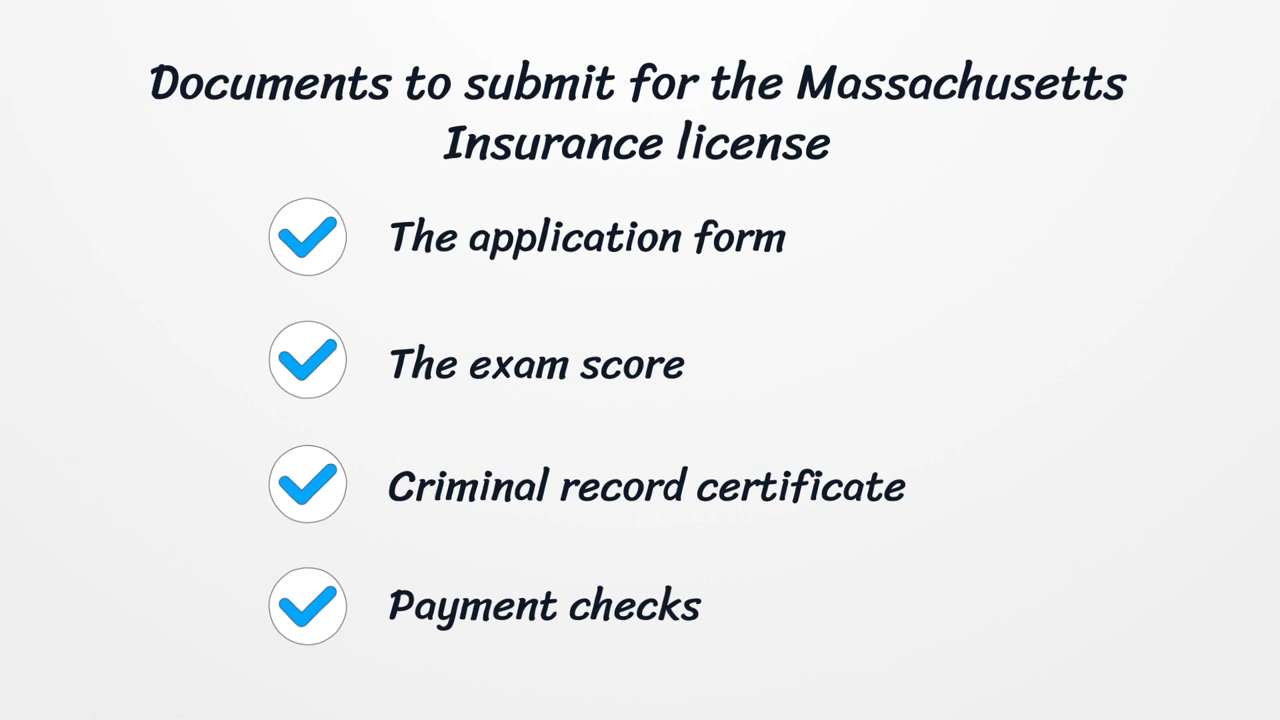 Documents to submit for the Massachusetts
Insurance license
The application form
The exam score
Criminal record certificate
Payment checks